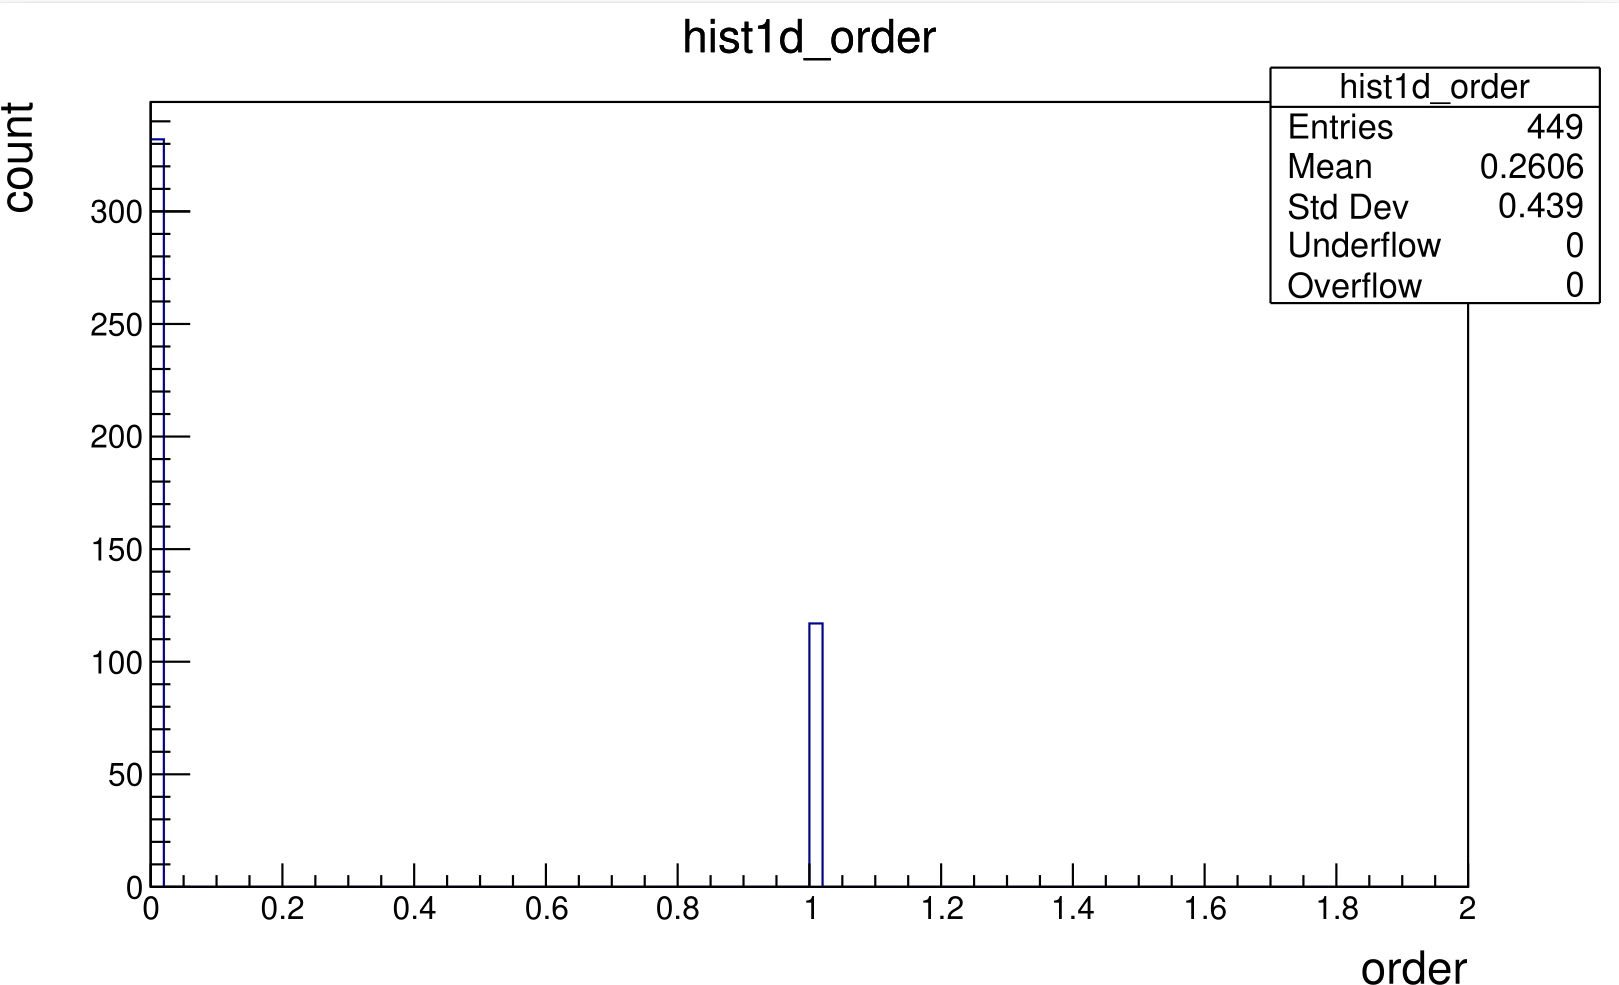 hist1d_order
hist1d_order
Entries 449
Mean 0.2606
Std Dev 0.439
Underflow 0
Overflow 0
count
300
250
200
150
100
50
0
0 0.2 0.4 0.6 0.8 1 1.2 1.4 1.6 1.8 2
order